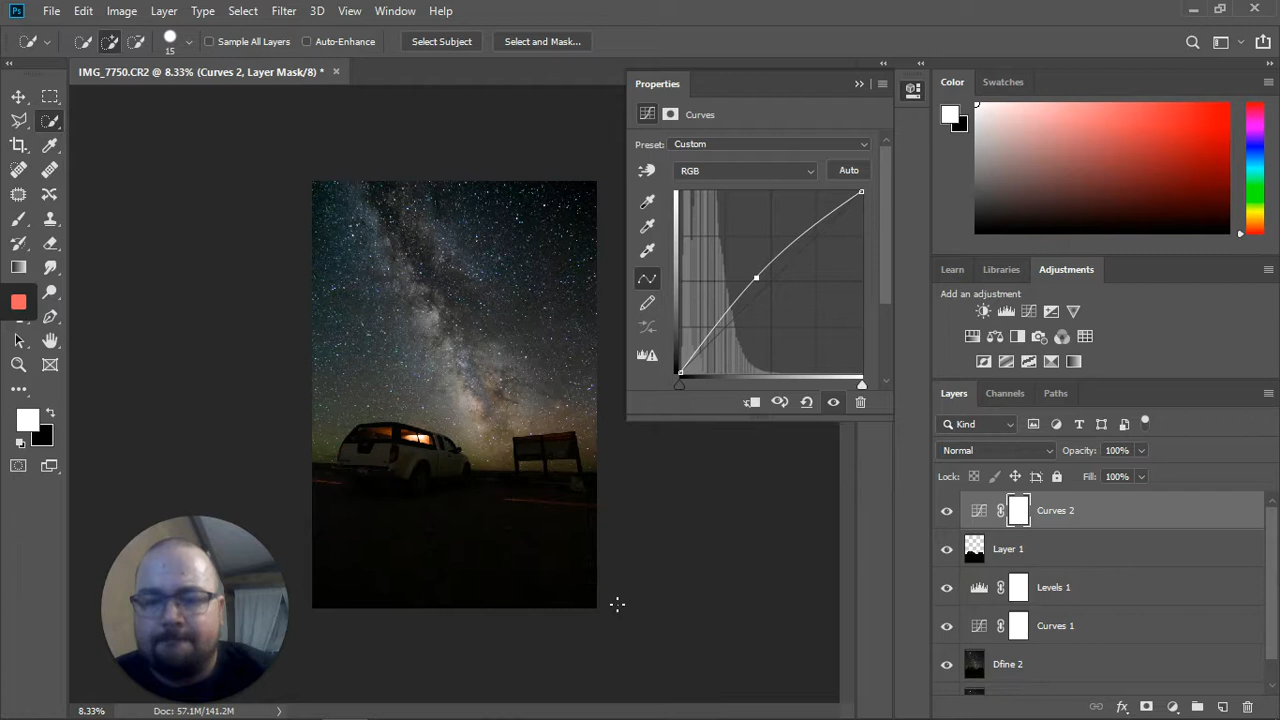 Ps File Edit Image Layer Type Select Filter 3D View Window Help
15 Sample All Layers Auto-Enhance Select Subject Select and Mask...
IMG_7750.CR2 @ 8.33% (Curves 2, Layer Mask/8) *
Properties
Curves
Preset: Custom
RGB Auto
Color Swatches
Learn Libraries Adjustments
Add an adjustment
Layers Channels Paths
Kind
Normal Opacity: 100%
Lock: Fill: 100%
Curves 2
Layer 1
Levels 1
Curves 1
Dfine 2
8.33% Doc: 57.1M/141.2M